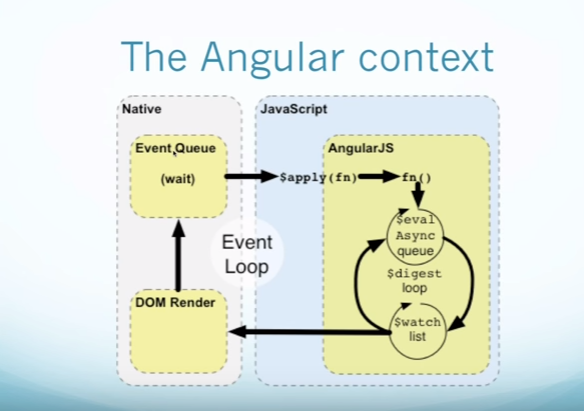 The Angular context
Native
JavaScript
Event Queue
(wait)
AngularJS
$apply(fn)
fn()
$eval
Async
queue
$digest
loop
$watch
list
Event
Loop
DOM Render